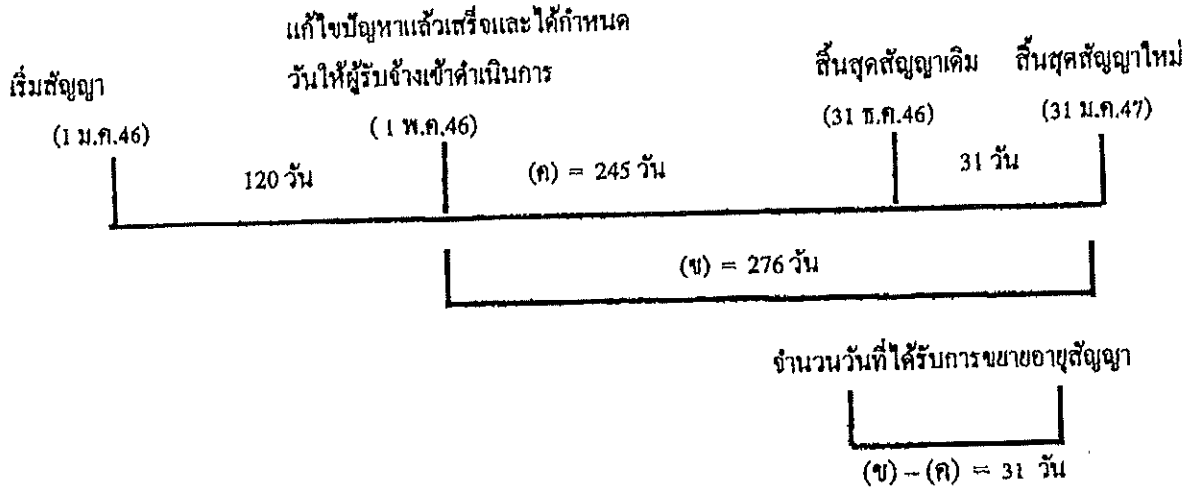 แก้ไขปัญหาแล้วเสร็จและได้กำหนด
วันให้ผู้รับจ้างเข้าดำเนินการ
เริ่มสัญญา
สิ้นสุดสัญญาเดิม
สิ้นสุดสัญญาใหม่
(1 ม.ค.46)
( 1 พ.ค.46)
(31 ธ.ค.46)
(31 ม.ค.47)
120 วัน
(ค) = 245 วัน
31 วัน
(ข) = 276 วัน
จำนวนวันที่ได้รับการขยายอายุสัญญา
(ข) – (ค) = 31 วัน